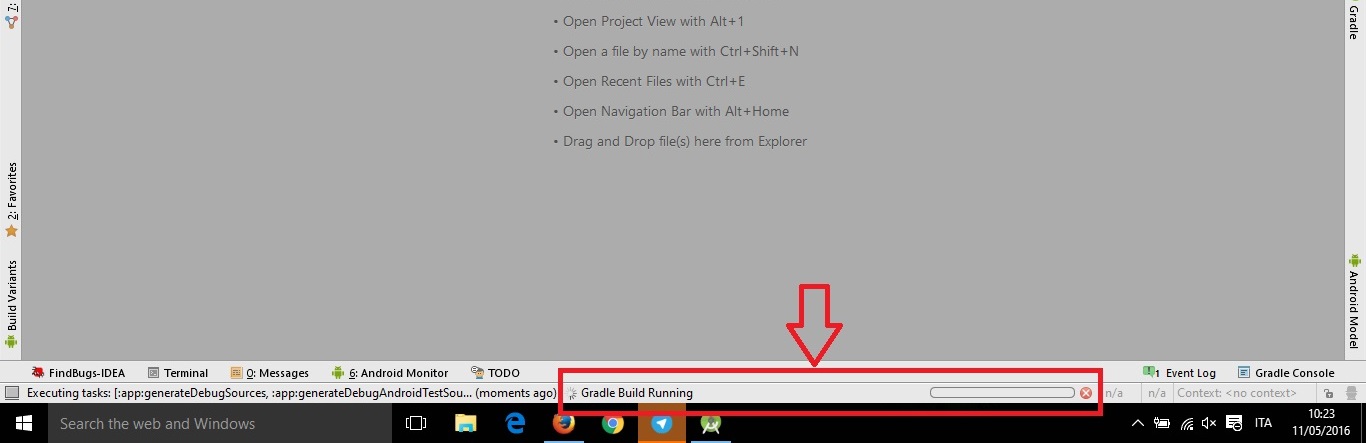 7:
Gradle
• Open Project View with Alt+1
• Open a file by name with Ctrl+Shift+N
• Open Recent Files with Ctrl+E
• Open Navigation Bar with Alt+Home
• Drag and Drop file(s) here from Explorer
2: Favorites
Build Variants
Android Model
FindBugs-IDEA Terminal 0: Messages 6: Android Monitor TODO 1 Event Log Gradle Console
Executing tasks: [:app:generateDebugSources, :app:generateDebugAndroidTestSou... (moments ago) Gradle Build Running n/a n/a Context: <no context>
Search the web and Windows ITA 10:23
11/05/2016